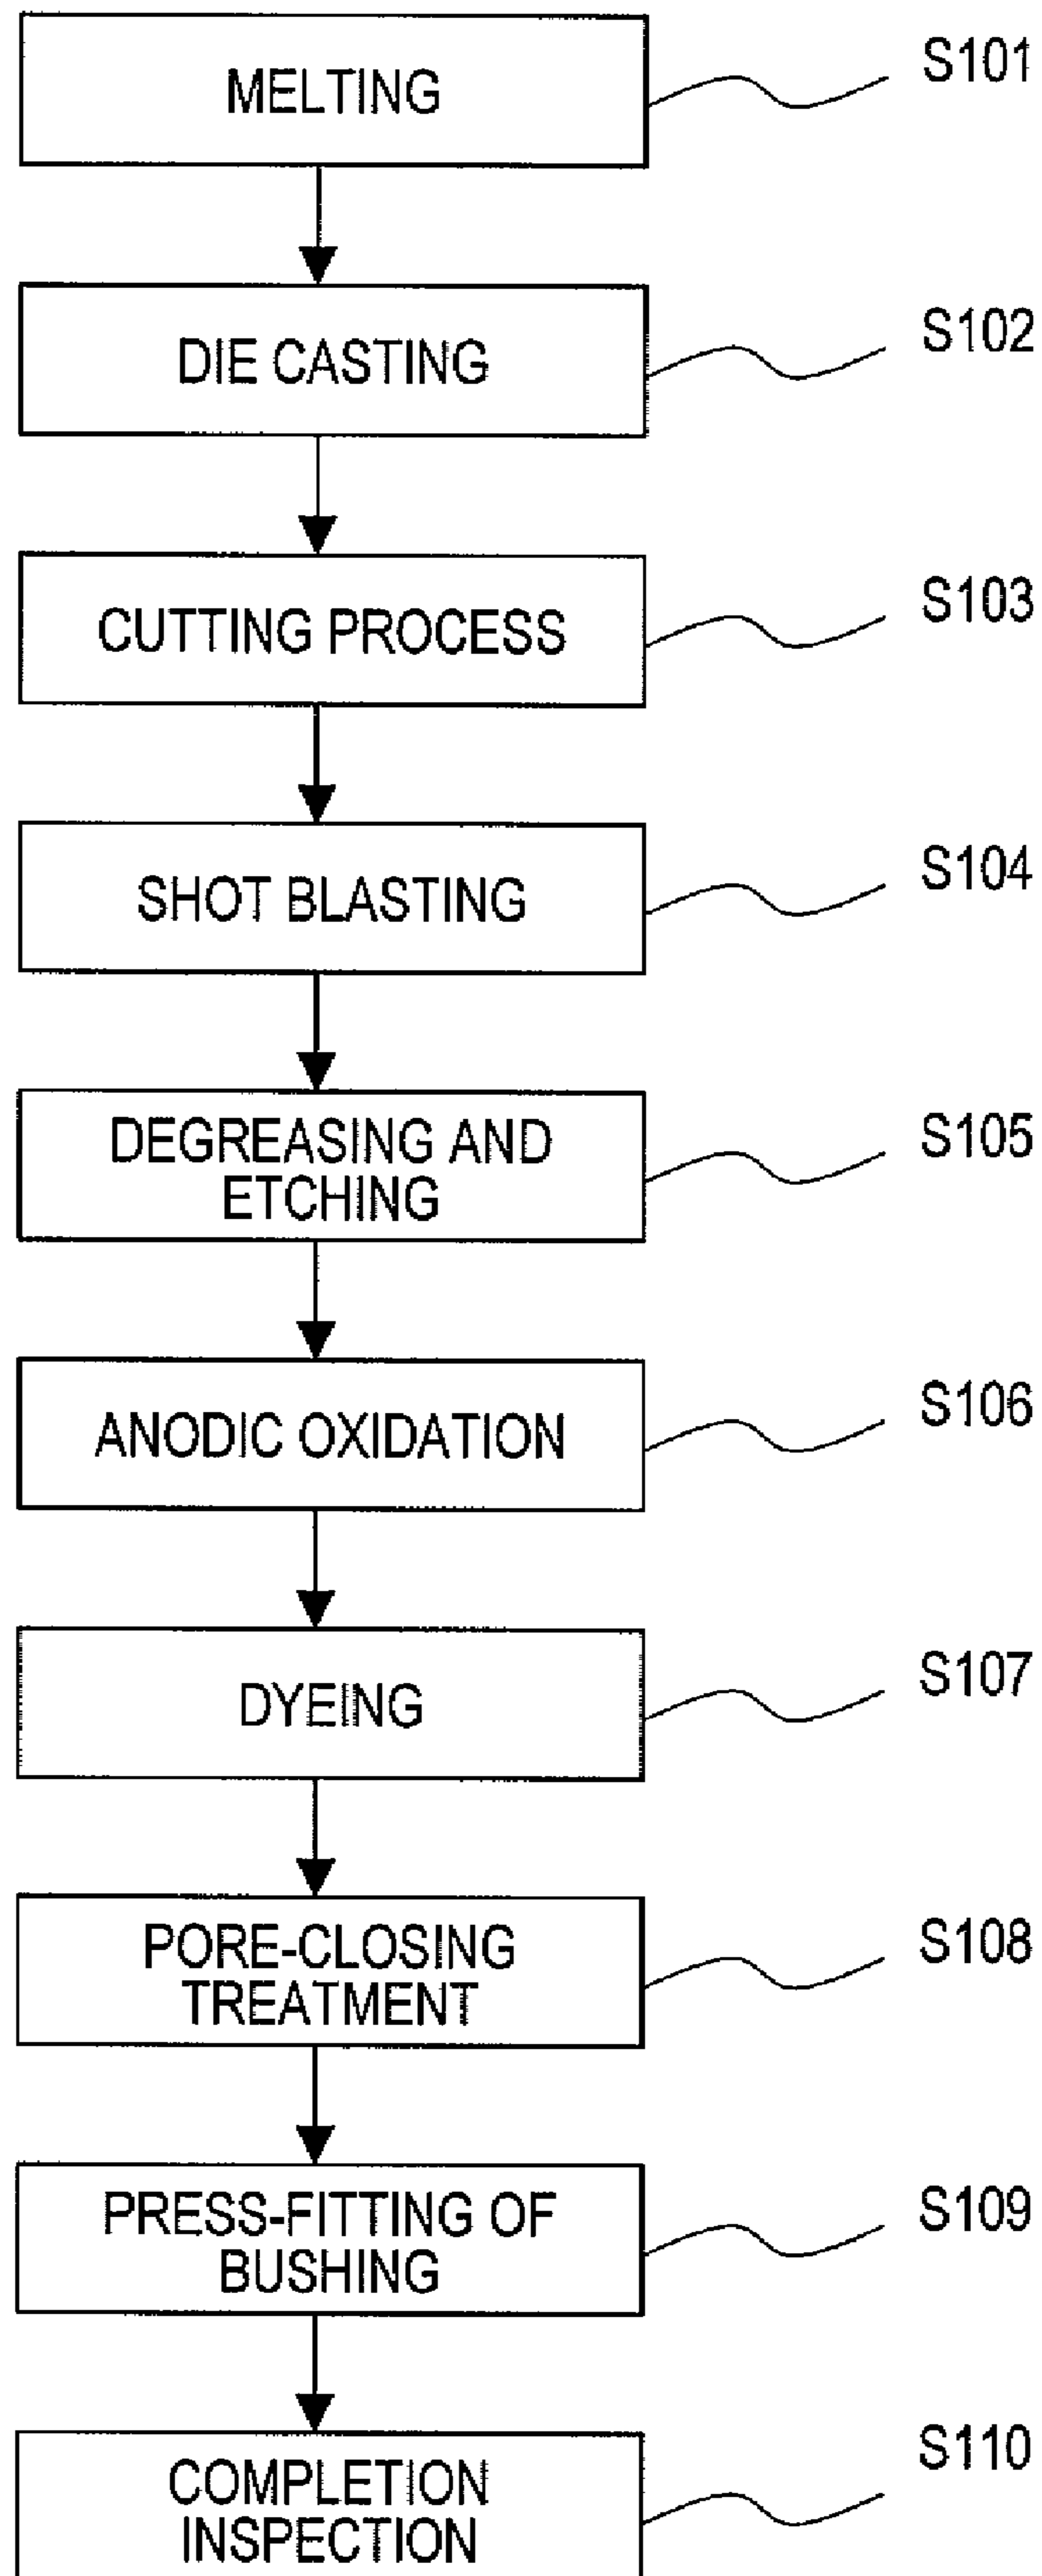 MELTING
S101
DIE CASTING
S102
CUTTING PROCESS
S103
SHOT BLASTING
S104
DEGREASING AND
ETCHING
S105
ANODIC OXIDATION
S106
DYEING
S107
PORE-CLOSING
TREATMENT
S108
PRESS-FITTING OF
BUSHING
S109
COMPLETION
INSPECTION
S110